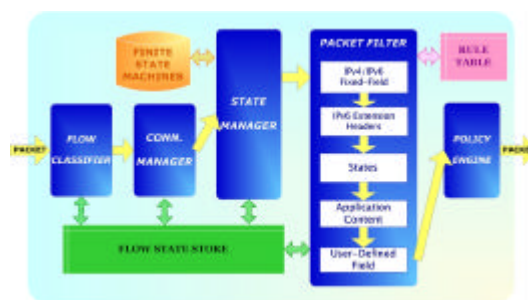 FINITE
STATE
MACHINES
PACKET FILTER
RULE
TABLE
IPv4/IPv6
Fixed-Field
STATE
MANAGER
IPv6 Extension
Headers
PACKET
FLOW
CLASSIFIER
CONN.
MANAGER
States
POLICY
ENGINE
PACKET
Application
Content
FLOW STATE STORE
User-Defined
Field